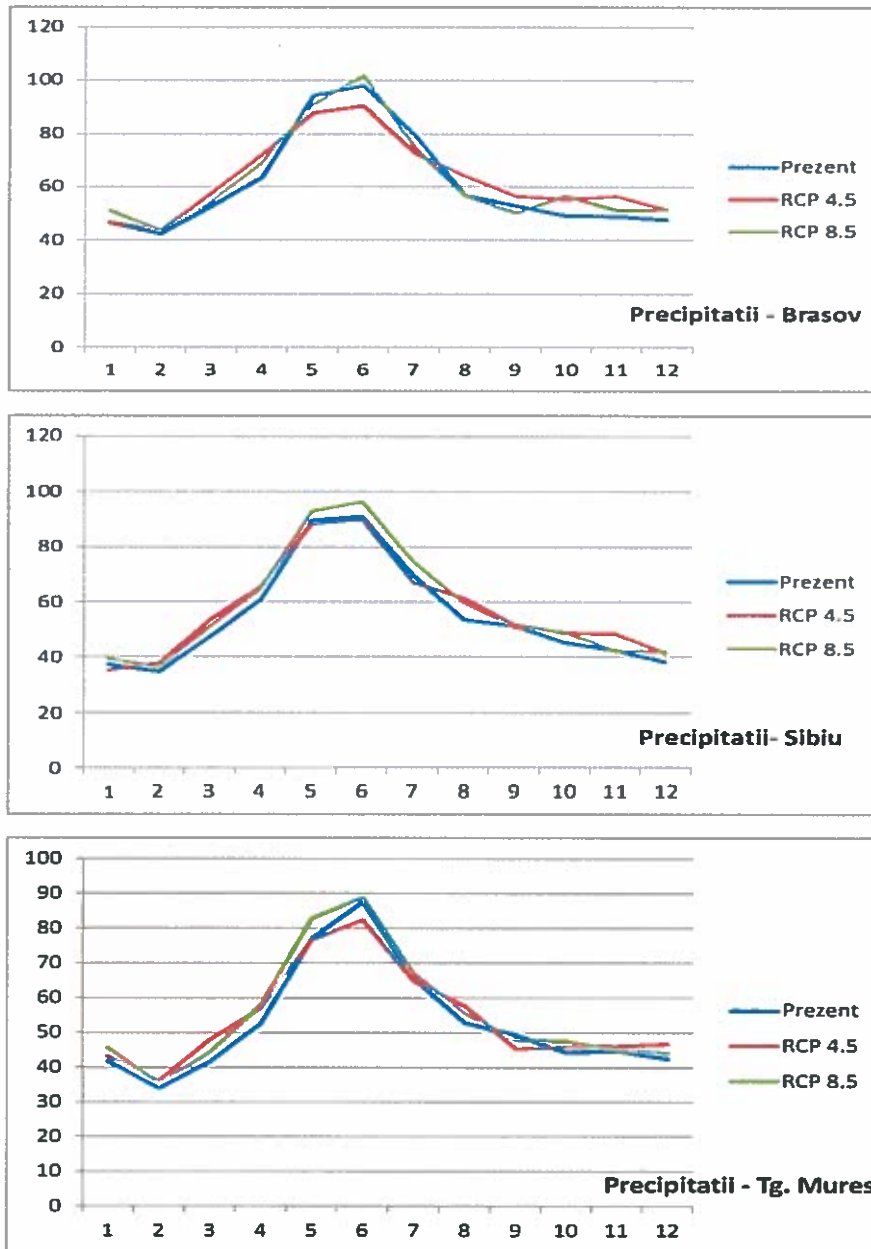 120
100
80
60
40
20
0
1 2 3 4 5 6 7 8 9 10 11 12
Prezent
RCP 4.5
RCP 8.5
Precipitatii - Brasov
120
100
80
60
40
20
0
1 2 3 4 5 6 7 8 9 10 11 12
Prezent
RCP 4.5
RCP 8.5
Precipitatii- Sibiu
100
90
80
70
60
50
40
30
20
10
0
1 2 3 4 5 6 7 8 9 10 11 12
Prezent
RCP 4.5
RCP 8.5
Precipitatii - Tg. Mures